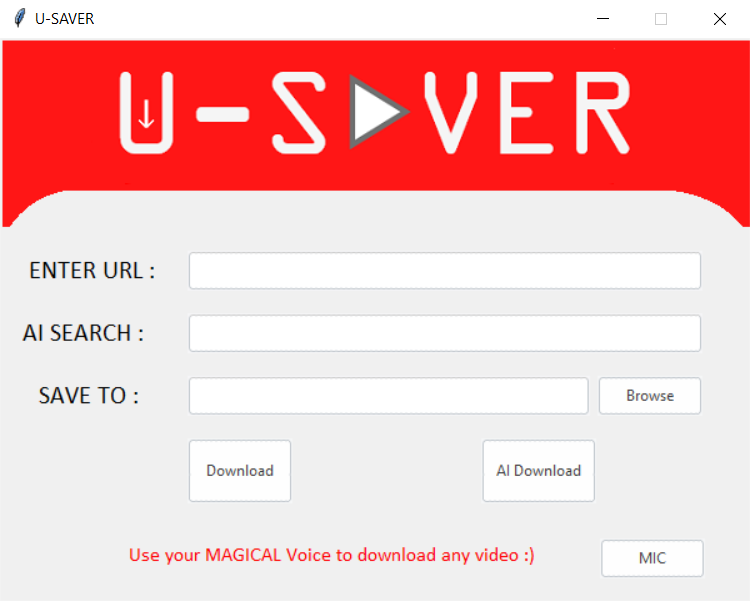 U-SAVER
U-S▶VER
ENTER URL :
AI SEARCH :
SAVE TO :
Browse
Download
AI Download
Use your MAGICAL Voice to download any video :)
MIC